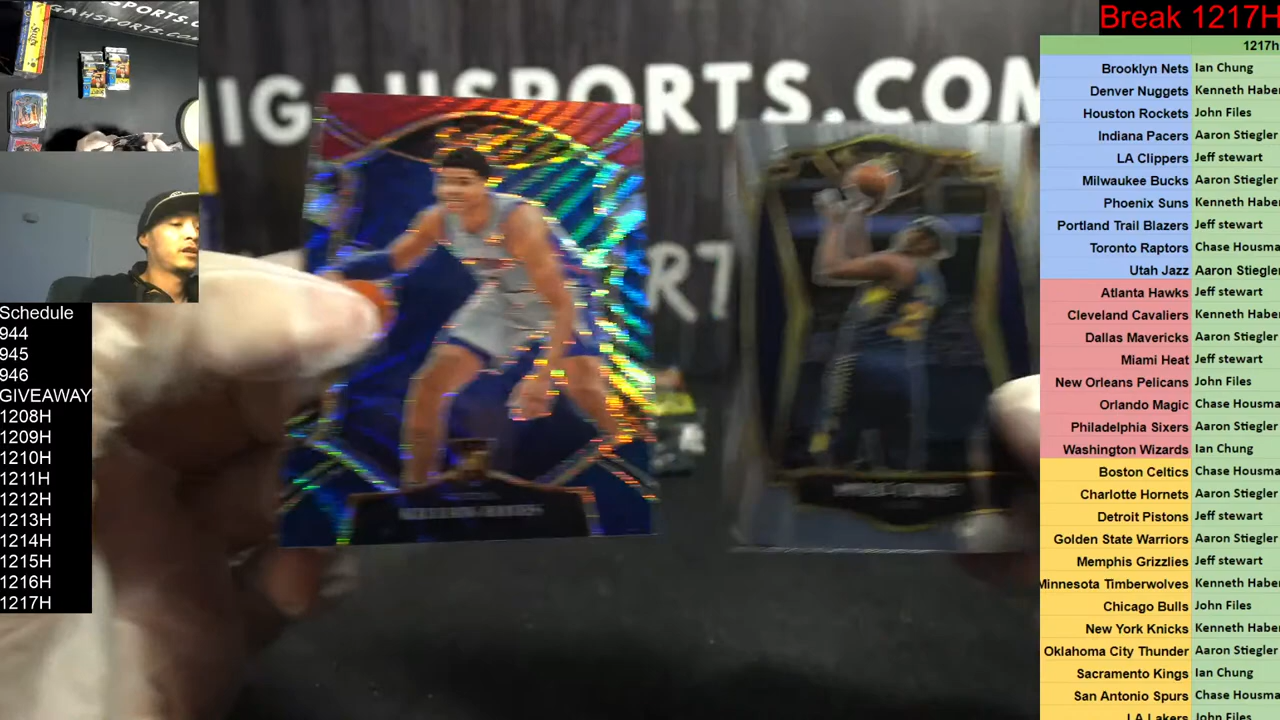 Break 1217H
1217h
Brooklyn Nets Ian Chung
Denver Nuggets Kenneth Haber
Houston Rockets John Files
Indiana Pacers Aaron Stiegler
LA Clippers Jeff stewart
Milwaukee Bucks Aaron Stiegler
Phoenix Suns Kenneth Haber
Portland Trail Blazers Jeff stewart
Toronto Raptors Chase Housma
Utah Jazz Aaron Stiegler
Atlanta Hawks Jeff stewart
Cleveland Cavaliers Kenneth Haber
Dallas Mavericks Aaron Stiegler
Miami Heat Jeff stewart
New Orleans Pelicans John Files
Orlando Magic Chase Housma
Philadelphia Sixers Aaron Stiegler
Washington Wizards Ian Chung
Boston Celtics Chase Housma
Charlotte Hornets Aaron Stiegler
Detroit Pistons Jeff stewart
Golden State Warriors Aaron Stiegler
Memphis Grizzlies Jeff stewart
Minnesota Timberwolves Kenneth Haber
Chicago Bulls John Files
New York Knicks Kenneth Haber
Oklahoma City Thunder Aaron Stiegler
Sacramento Kings Ian Chung
San Antonio Spurs Chase Housma
LA Lakers John Files
IGAHSPORTS.COM
Schedule
944
945
946
GIVEAWAY
1208H
1209H
1210H
1211H
1212H
1213H
1214H
1215H
1216H
1217H